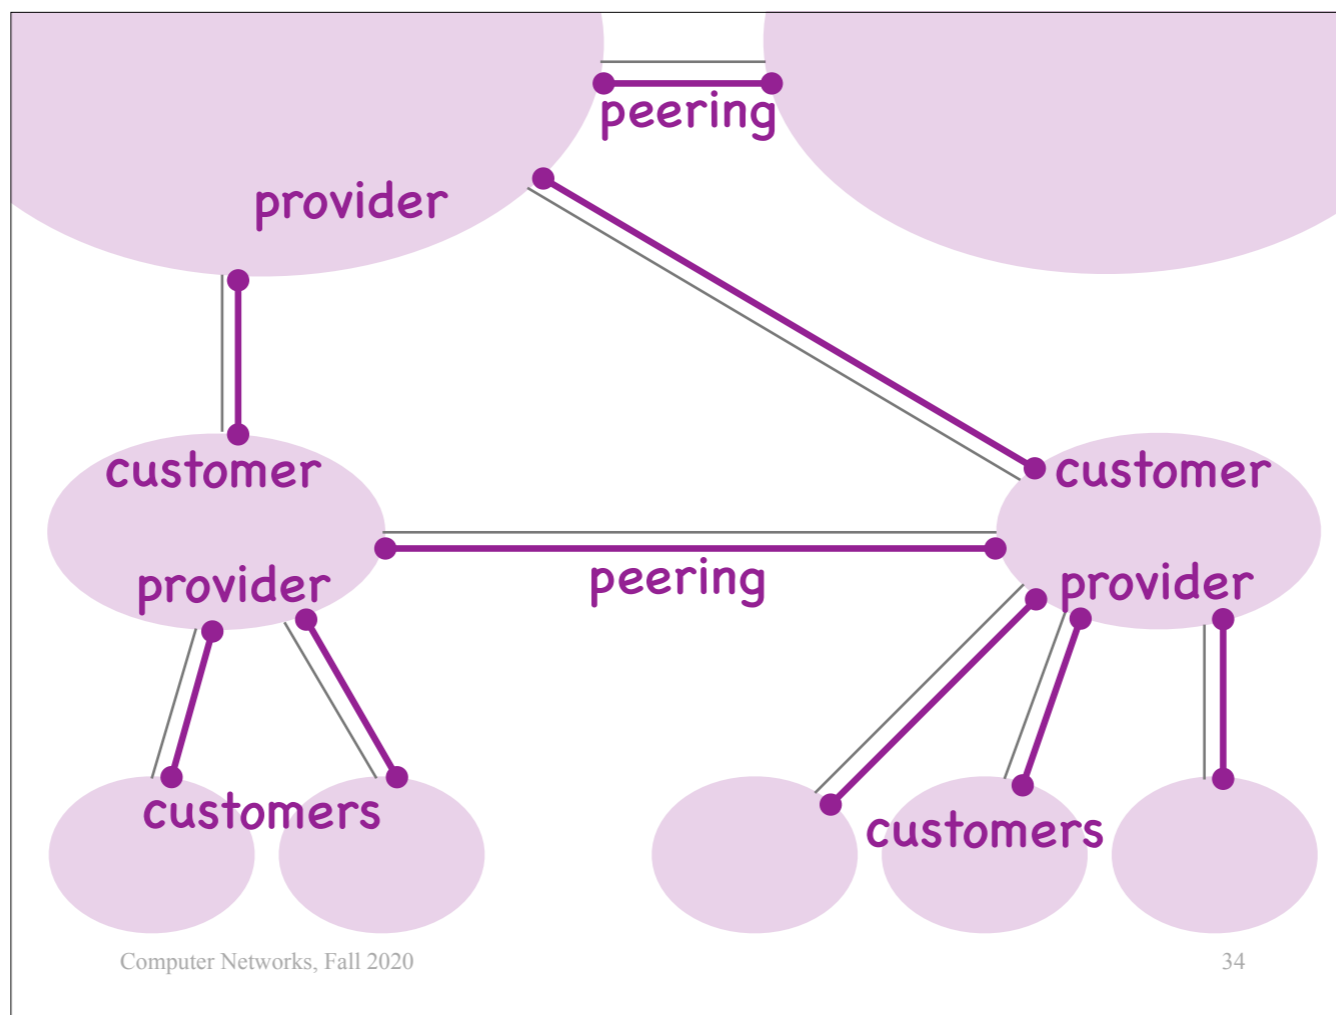 peering
provider
customer
customer
peering
provider
provider
customers
customers
Computer Networks, Fall 2020
34